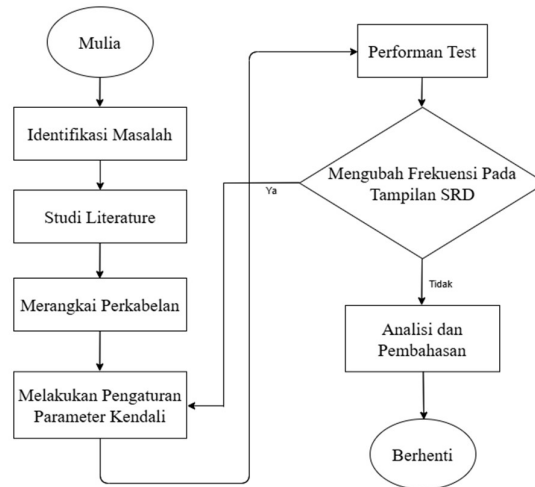 Mulia
Identifikasi Masalah
Studi Literature
Merangkai Perkabelan
Melakukan Pengaturan
Parameter Kendali
Performan Test
Mengubah Frekuensi Pada
Tampilan SRD
Ya
Tidak
Analisi dan
Pembahasan
Berhenti